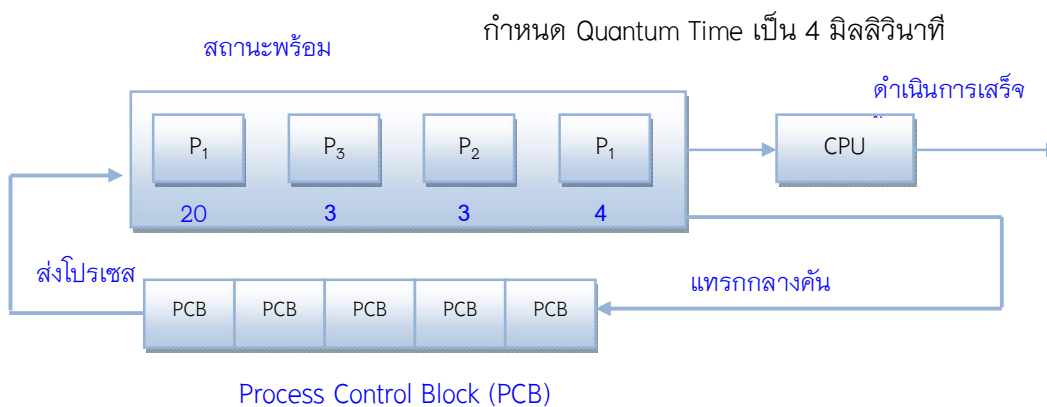 กำหนด Quantum Time เป็น 4 มิลลิวินาที
สถานะพร้อม
ดำเนินการเสร็จ
P1 P3 P2 P1
CPU
20 3 3 4
ส่งโปรเซส
แทรกกลางคัน
PCB PCB PCB PCB PCB
Process Control Block (PCB)